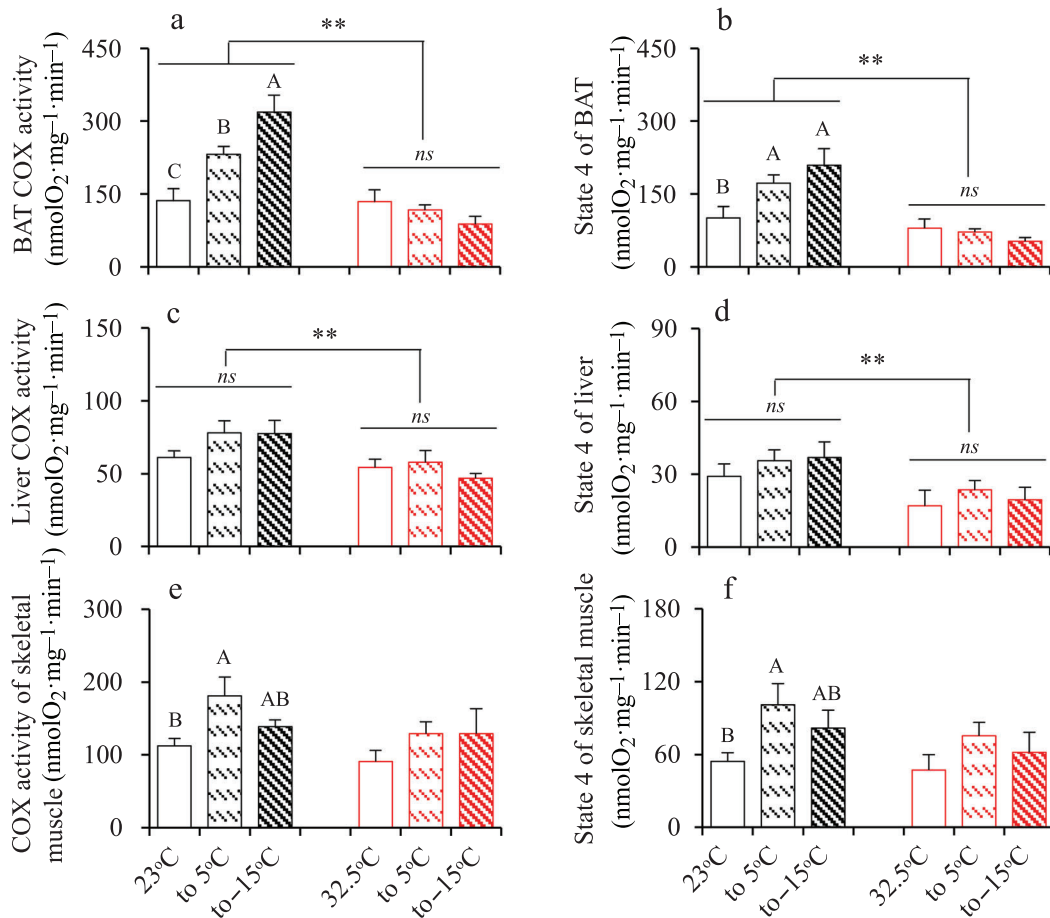 a
**
450
300
150
0
BAT COX activity
(nmolO₂·mg⁻¹·min⁻¹)
C
B
A
ns
b
**
450
300
150
0
State 4 of BAT
(nmolO₂·mg⁻¹·min⁻¹)
B
A
A
ns
c
**
150
100
50
0
Liver COX activity
(nmolO₂·mg⁻¹·min⁻¹)
ns
ns
d
**
90
60
30
0
State 4 of liver
(nmolO₂·mg⁻¹·min⁻¹)
ns
ns
e
300
200
100
0
COX activity of skeletal
muscle (nmolO₂·mg⁻¹·min⁻¹)
B
A
AB
23°C
to 5°C
to–15°C
32.5°C
to 5°C
to–15°C
f
180
120
60
0
State 4 of skeletal muscle
(nmolO₂·mg⁻¹·min⁻¹)
B
A
AB
23°C
to 5°C
to–15°C
32.5°C
to 5°C
to–15°C